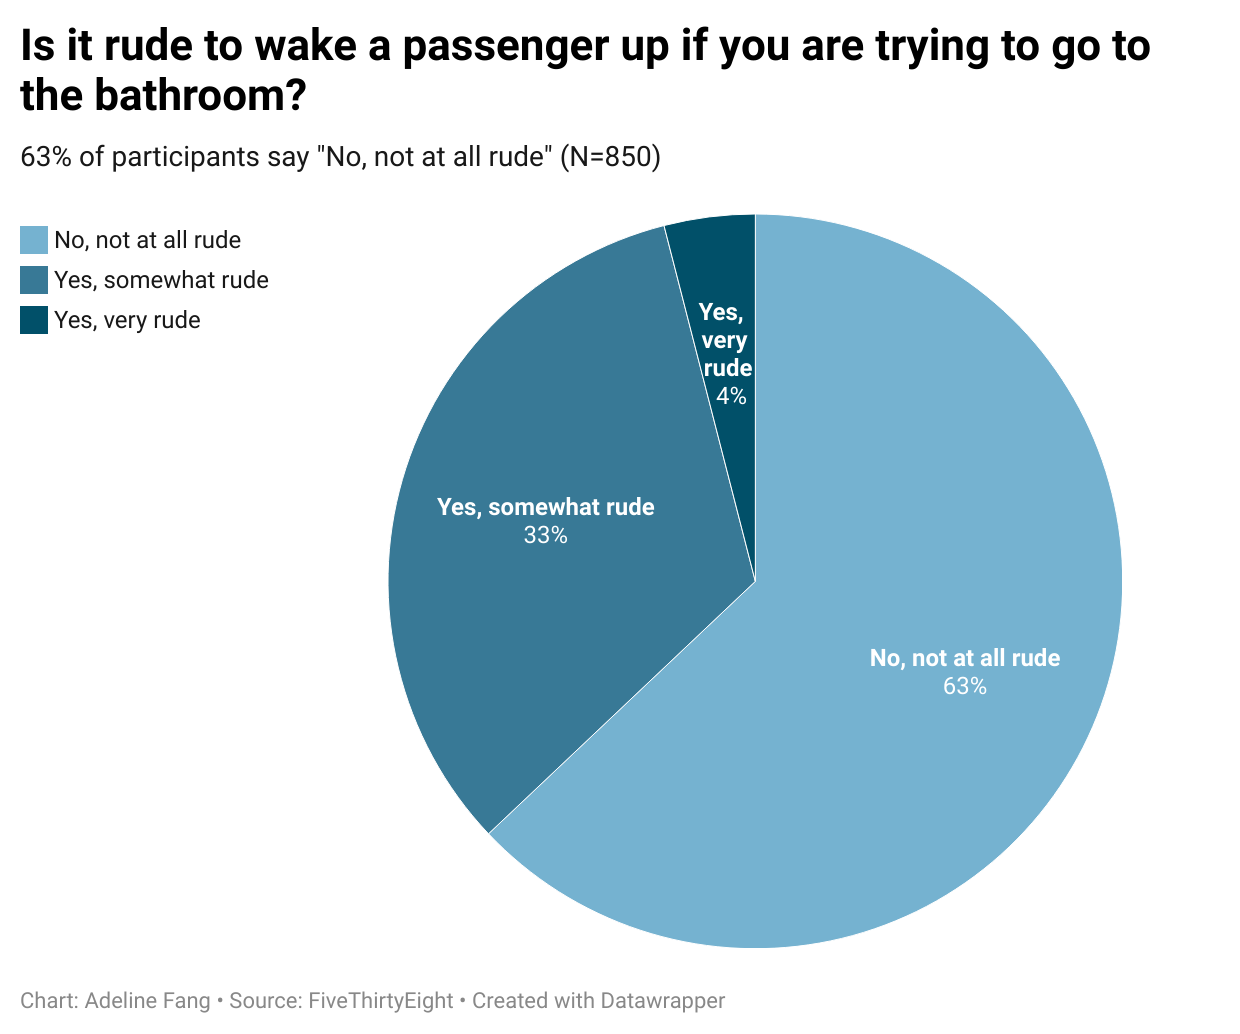 Is it rude to wake a passenger up if you are trying to go to
the bathroom?
63% of participants say "No, not at all rude" (N=850)
No, not at all rude
Yes, somewhat rude
Yes, very rude
Yes,
very
rude
4%
Yes, somewhat rude
33%
No, not at all rude
63%
Chart: Adeline Fang • Source: FiveThirtyEight • Created with Datawrapper